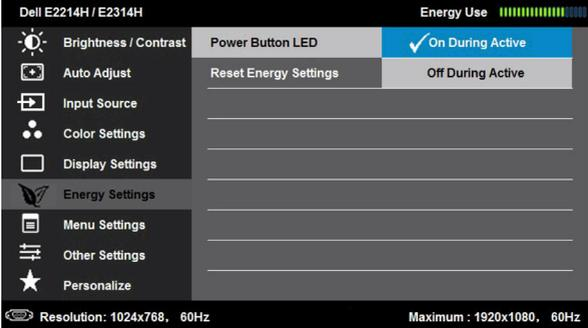 Dell E2214H / E2314H Energy Use
Brightness / Contrast Power Button LED On During Active
Auto Adjust Reset Energy Settings Off During Active
Input Source
Color Settings
Display Settings
Energy Settings
Menu Settings
Other Settings
Personalize
Resolution: 1024x768, 60Hz Maximum : 1920x1080, 60Hz